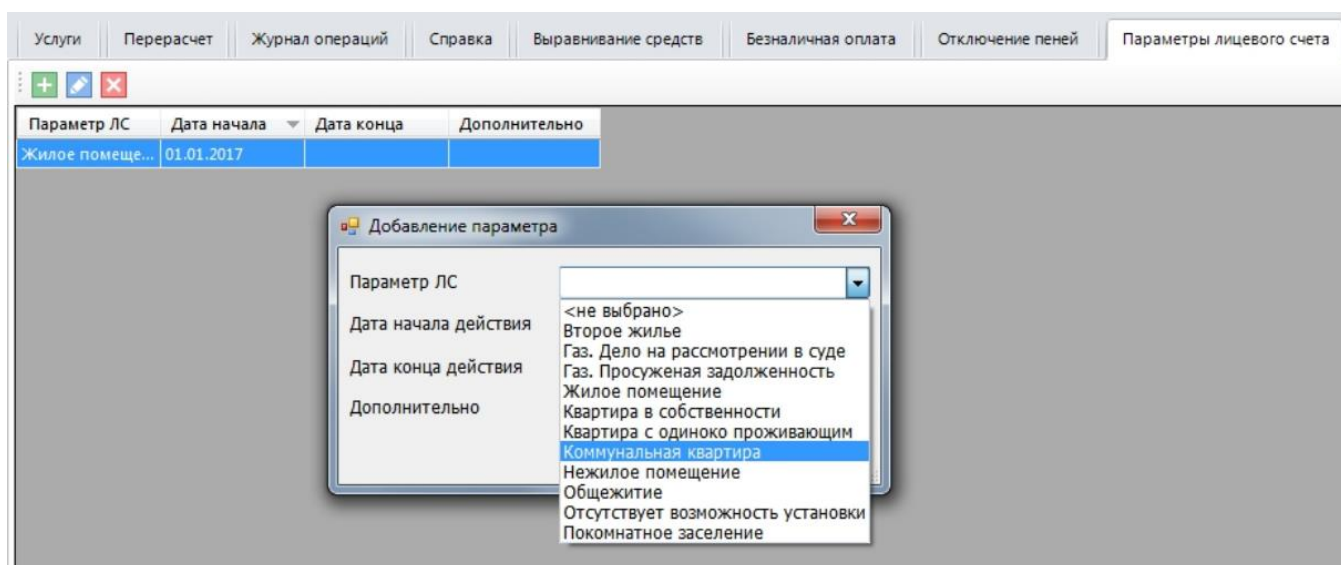 Услуги Перерасчет Журнал операций Справка Выравнивание средств Безналичная оплата Отключение пеней Параметры лицевого счета
Параметр ЛС Дата начала Дата конца Дополнительно
Жилое помеще... 01.01.2017
Добавление параметра
Параметр ЛС
<не выбрано>
Дата начала действия
Второе жилье
Газ. Дело на рассмотрении в суде
Дата конца действия
Газ. Просуженая задолженность
Жилое помещение
Дополнительно
Квартира в собственности
Квартира с одиноко проживающим
Коммунальная квартира
Нежилое помещение
Общежитие
Отсутствует возможность установки
Покомнатное заселение